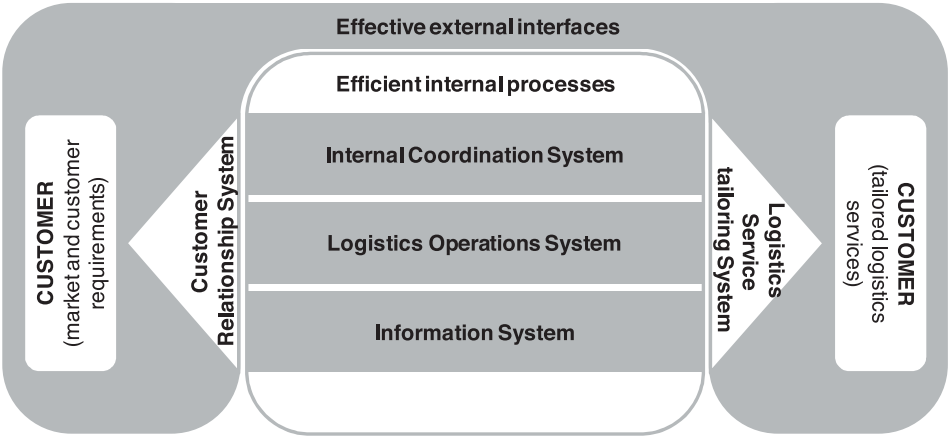 Effective external interfaces
Efficient internal processes
CUSTOMER
(market and customer
requirements)
Customer
Relationship System
Internal Coordination System
Logistics Operations System
Information System
Logistics
Service
tailoring System
CUSTOMER
(tailored logistics
services)